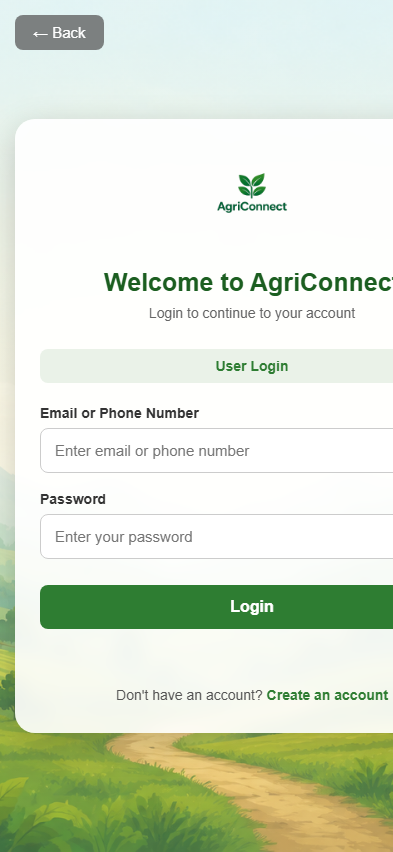 ← Back
AgriConnect
Welcome to AgriConnect
Login to continue to your account
User Login
Email or Phone Number
Enter email or phone number
Password
Enter your password
Login
Don't have an account? Create an account